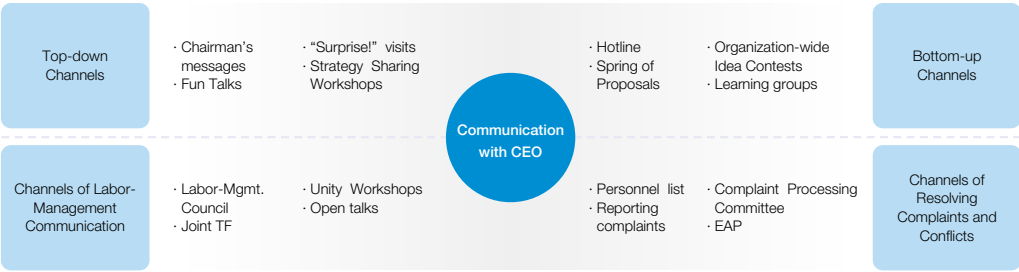 Top-down
Channels
· Chairman's
messages
· Fun Talks
· “Surprise!” visits
· Strategy Sharing
Workshops
Communication
with CEO
· Hotline
· Spring of
Proposals
· Organization-wide
Idea Contests
· Learning groups
Bottom-up
Channels
Channels of Labor-
Management
Communication
· Labor-Mgmt.
Council
· Joint TF
· Unity Workshops
· Open talks
· Personnel list
· Reporting
complaints
· Complaint Processing
Committee
· EAP
Channels of
Resolving
Complaints and
Conflicts